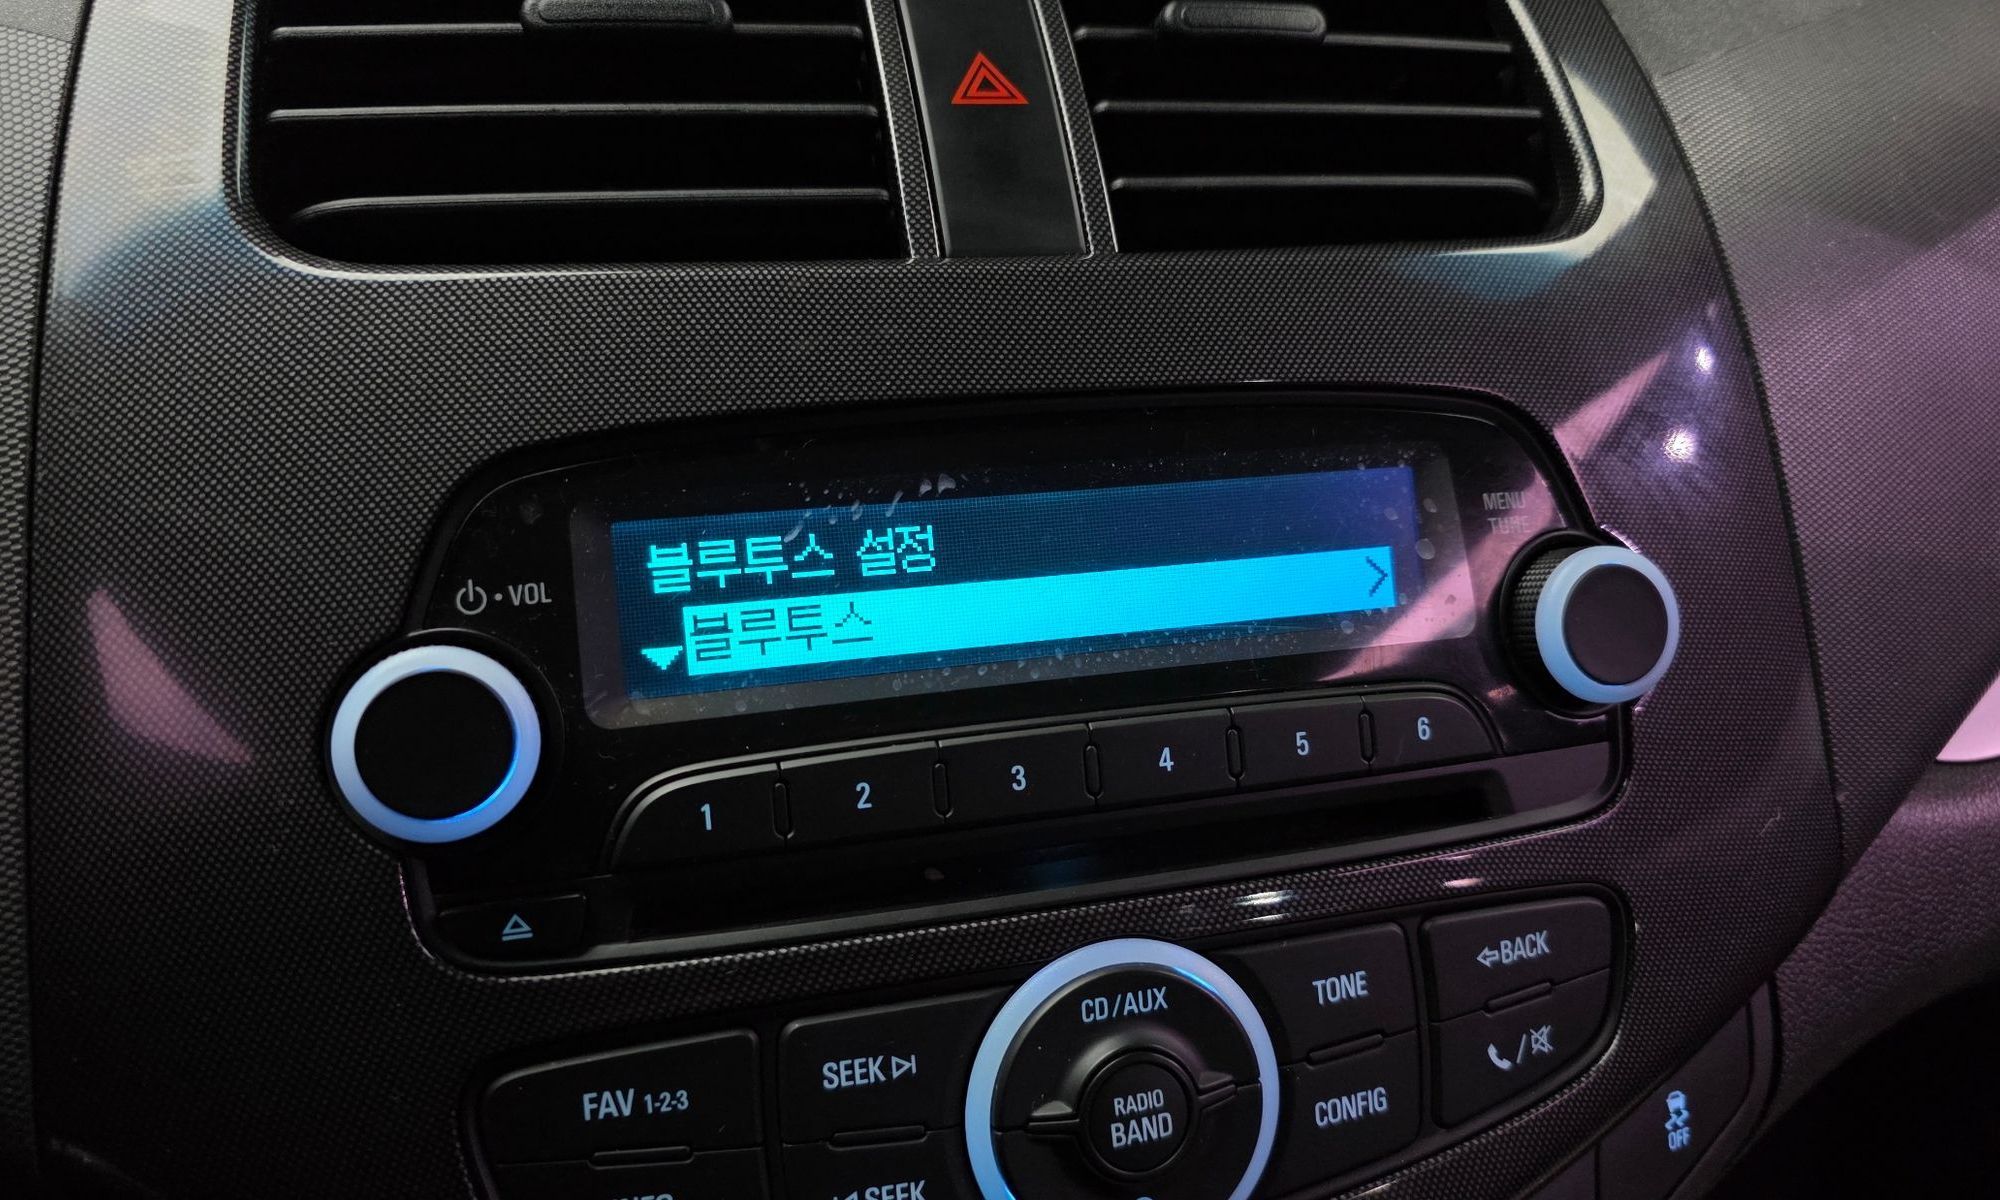 블루투스 설정
블루투스
MENU
TUNE
VOL
1 2 3 4 5 6
CD/AUX
TONE
BACK
SEEK
FAV 1-2-3
RADIO
BAND
CONFIG
OFF
SEEK